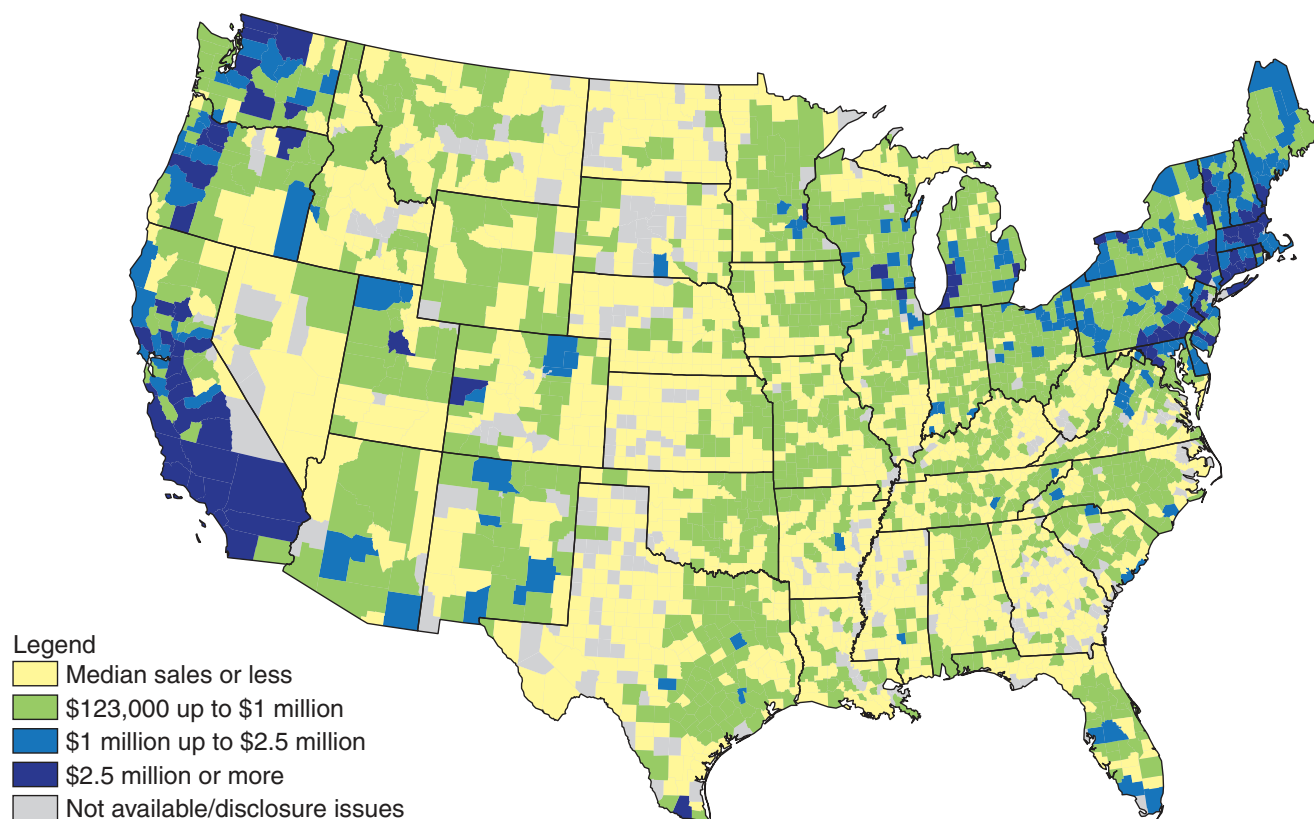 Legend
Median sales or less
$123,000 up to $1 million
$1 million up to $2.5 million
$2.5 million or more
Not available/disclosure issues